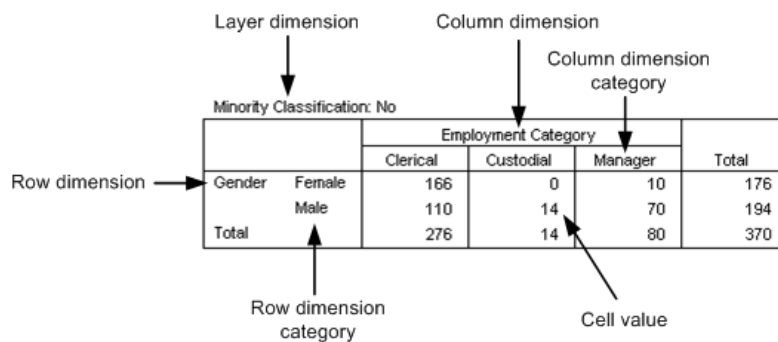 Layer dimension
Column dimension
Column dimension
category
Minority Classification: No
Employment Category
Clerical Custodial Manager Total
Row dimension
Gender Female 166 0 10 176
Male 110 14 70 194
Total 276 14 80 370
Row dimension
category
Cell value